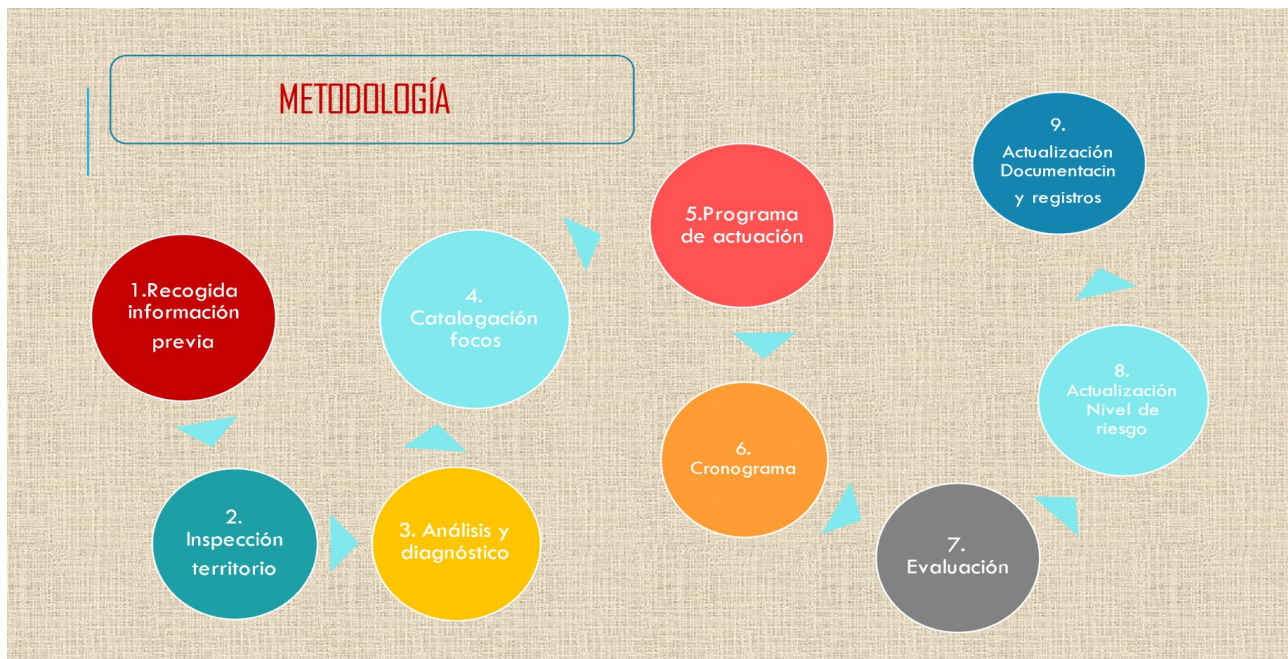 METODOLOGÍA
1.Recogida
información
previa
2.
Inspección
territorio
3. Análisis y
diagnóstico
4.
Catalogación
focos
5.Programa
de actuación
6.
Cronograma
7.
Evaluación
8.
Actualización
Nivel de
riesgo
9.
Actualización
Documentacin
y registros